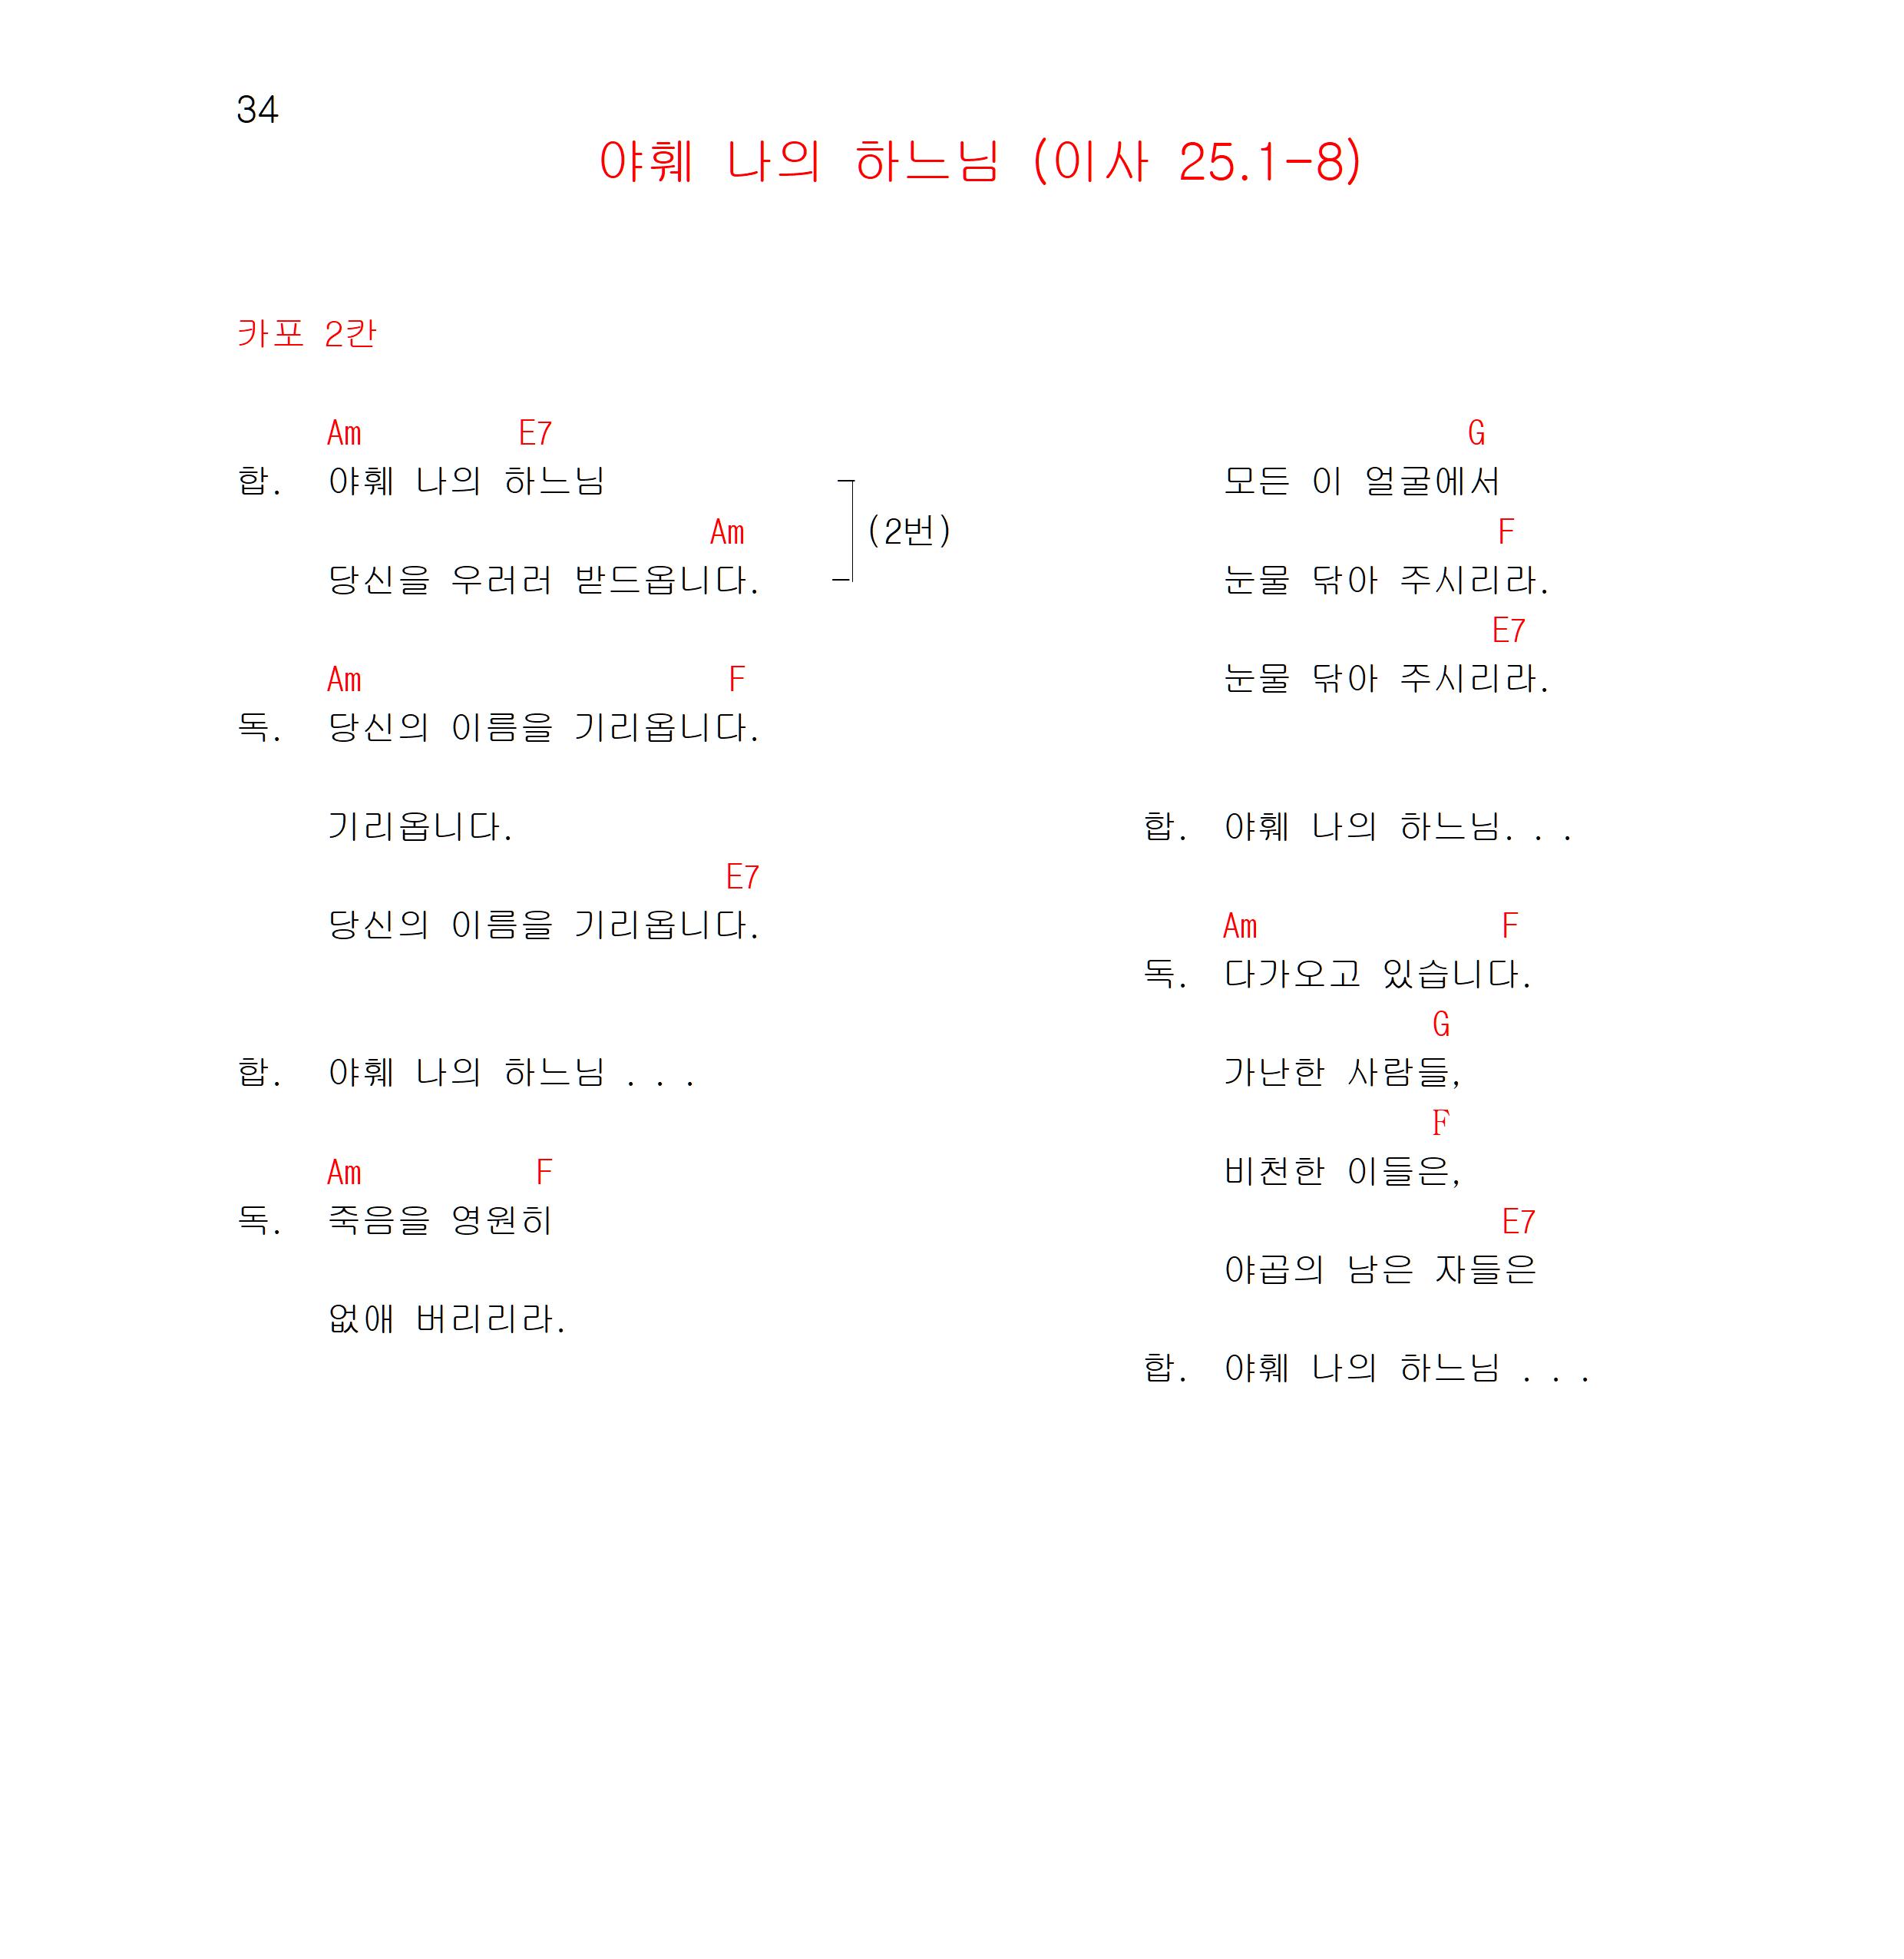 34
야훼 나의 하느님 (이사 25.1-8)
카포 2칸
Am E7
합. 야훼 나의 하느님
Am (2번)
당신을 우러러 받드옵니다.
Am F
독. 당신의 이름을 기리옵니다.
기리옵니다.
E7
당신의 이름을 기리옵니다.
합. 야훼 나의 하느님 . . .
Am F
독. 죽음을 영원히
없애 버리리라.
G
모든 이 얼굴에서
F
눈물 닦아 주시리라.
E7
눈물 닦아 주시리라.
합. 야훼 나의 하느님. . .
Am F
독. 다가오고 있습니다.
G
가난한 사람들,
F
비천한 이들은,
E7
야곱의 남은 자들은
합. 야훼 나의 하느님 . . .